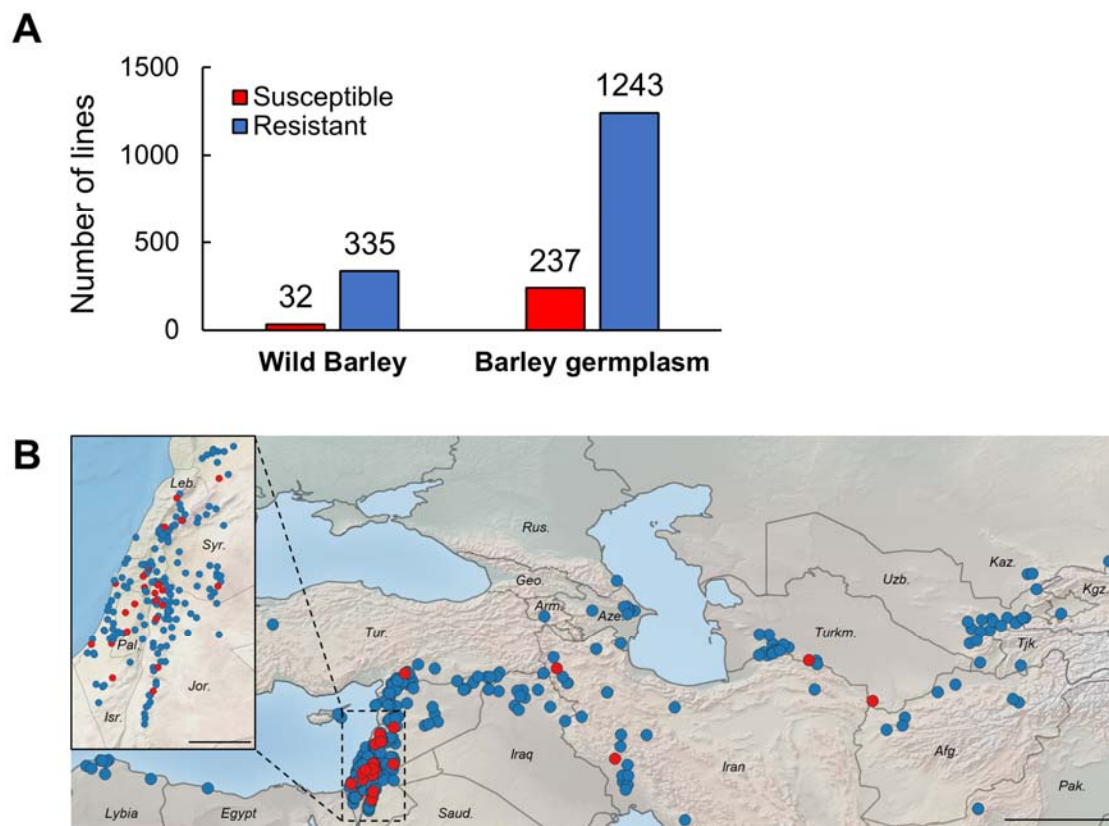 A
1500
1000
500
0
Number of lines
Susceptible
Resistant
32
335
237
1243
Wild Barley
Barley germplasm
B
Leb.
Syr.
Pal.
Jor.
Isr.
Rus.
Geo.
Arm.
Aze.
Tur.
Kaz.
Uzb.
Kgz.
Turkm.
Tjk.
Iraq
Iran
Afg.
Pak.
Lybia
Egypt
Saud.